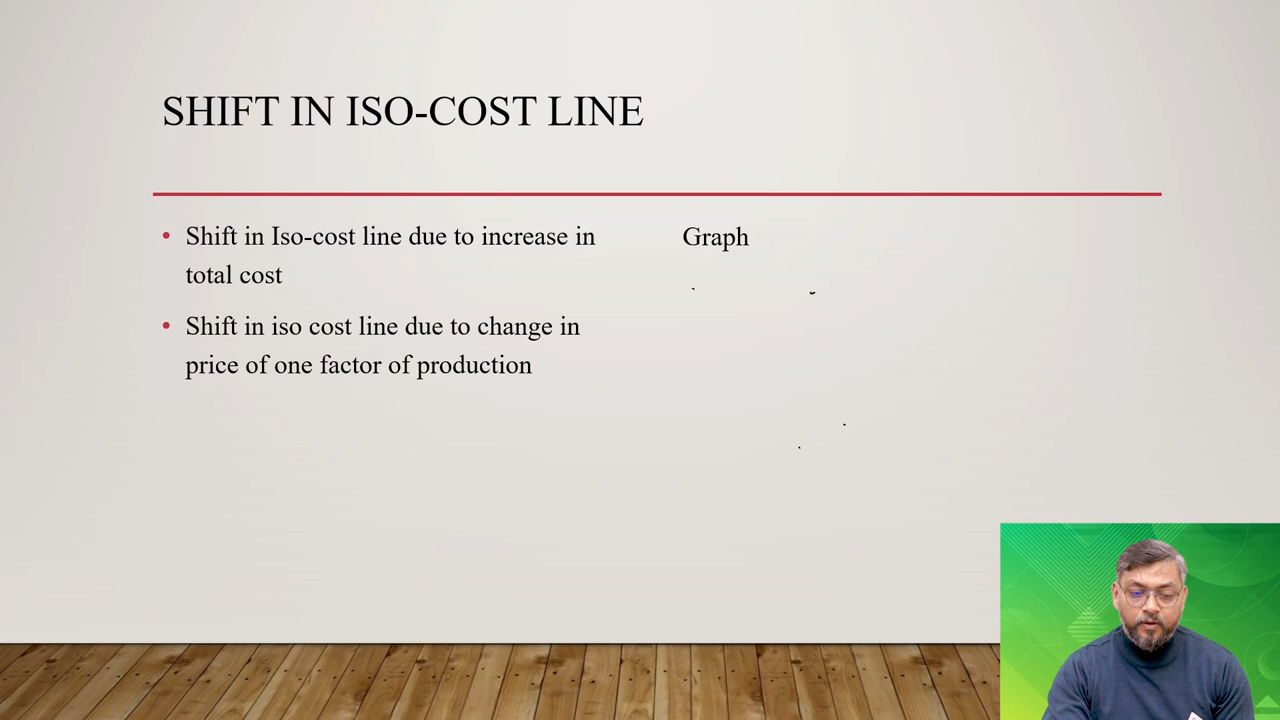 SHIFT IN ISO-COST LINE
• Shift in Iso-cost line due to increase in
total cost
• Shift in iso cost line due to change in
price of one factor of production
Graph